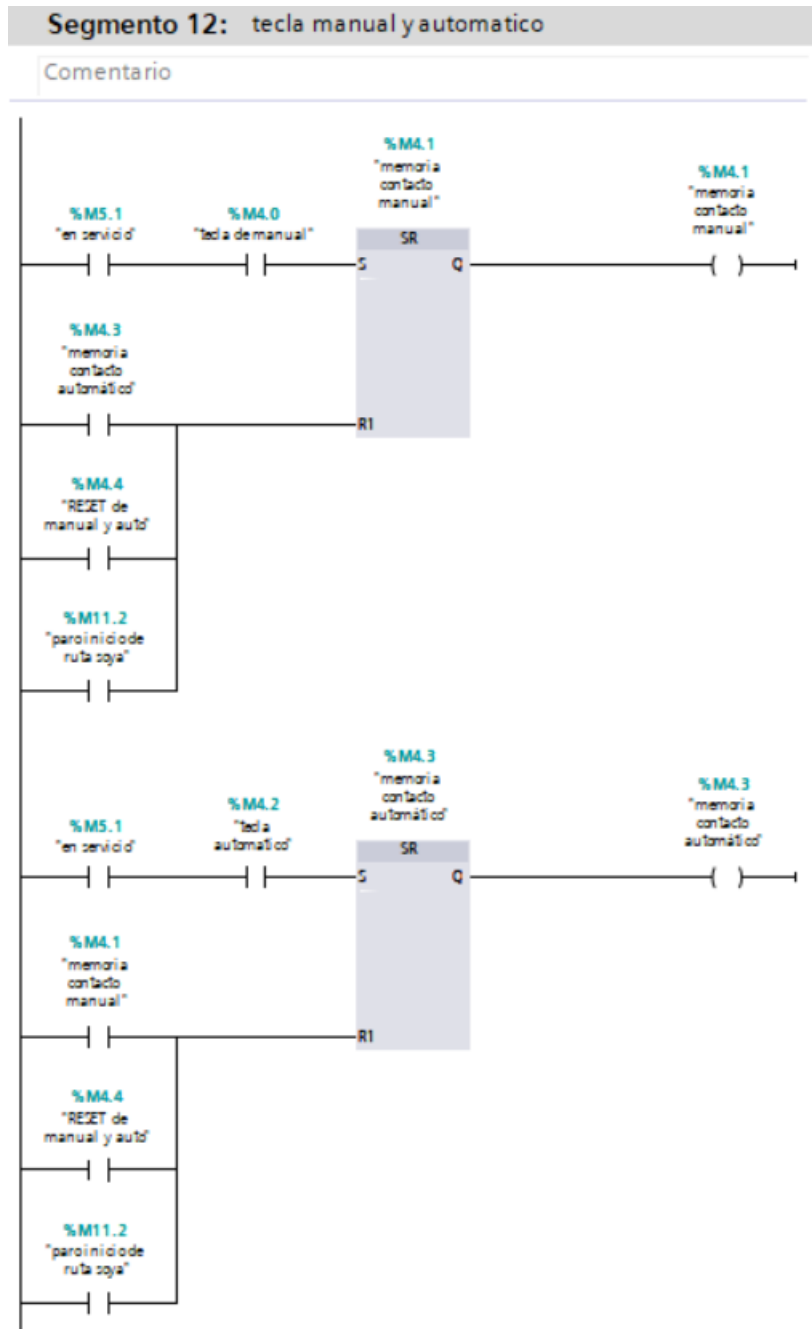 Segmento 12: tecla manual y automatico
Comentario
%M4.1
"memoria
contacto
manual"
%M4.1
"memoria
contacto
manual"
%M5.1
"en servicio"
%M4.0
"tecla de manual"
SR
S Q
%M4.3
"memoria
contacto
automático"
R1
%M4.4
"RESET de
manual y auto"
%M11.2
"paro inicio de
ruta soya"
%M4.3
"memoria
contacto
automático"
%M4.3
"memoria
contacto
automático"
%M5.1
"en servicio"
%M4.2
"tecla
automatico"
SR
S Q
%M4.1
"memoria
contacto
manual"
R1
%M4.4
"RESET de
manual y auto"
%M11.2
"paro inicio de
ruta soya"